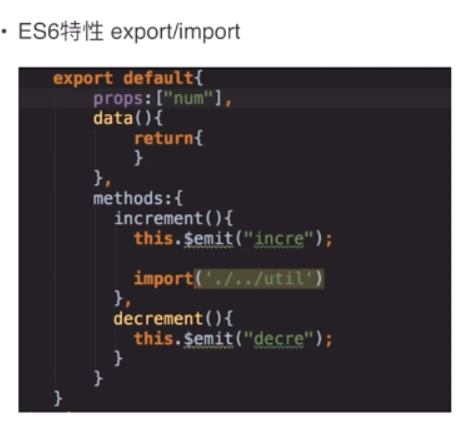 • ES6特性 export/import
export default{
    props:["num"],
    data(){
        return{
        }
    },
    methods:{
      increment(){
        this.$emit("incre");

        import('./../util')
      },
      decrement(){
        this.$emit("decre");
      }
    }
}